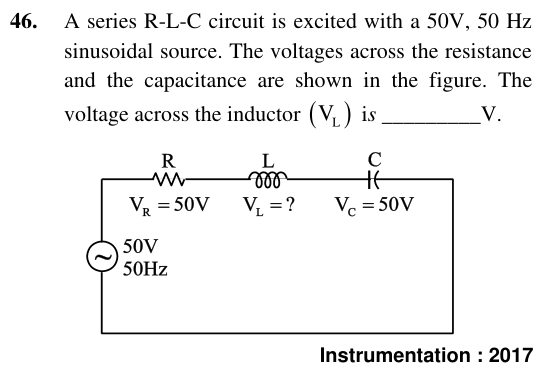 46. A series R-L-C circuit is excited with a 50V, 50 Hz
sinusoidal source. The voltages across the resistance
and the capacitance are shown in the figure. The
voltage across the inductor (V_L) is _________V.
R L C
V_R = 50V V_L = ? V_C = 50V
50V
50Hz
Instrumentation : 2017